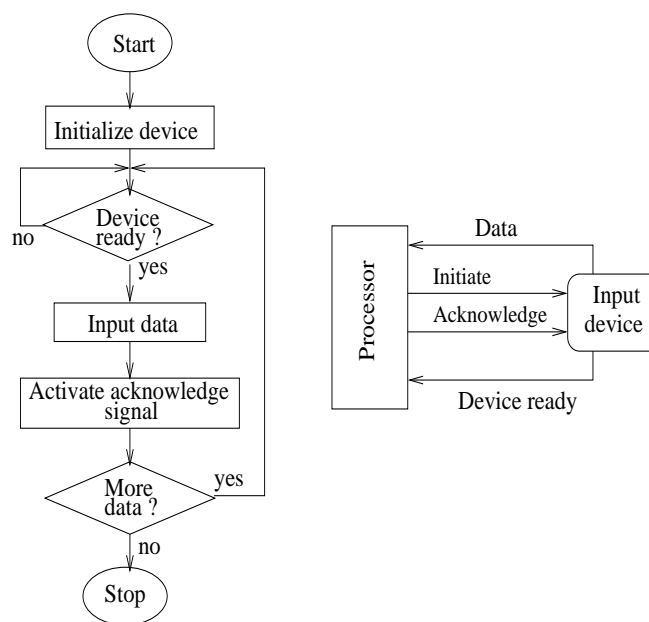 Start
Initialize device
Device
ready ?
no
yes
Input data
Activate acknowledge
signal
More
data ?
yes
no
Stop
Processor
Data
Initiate
Acknowledge
Device ready
Input
device